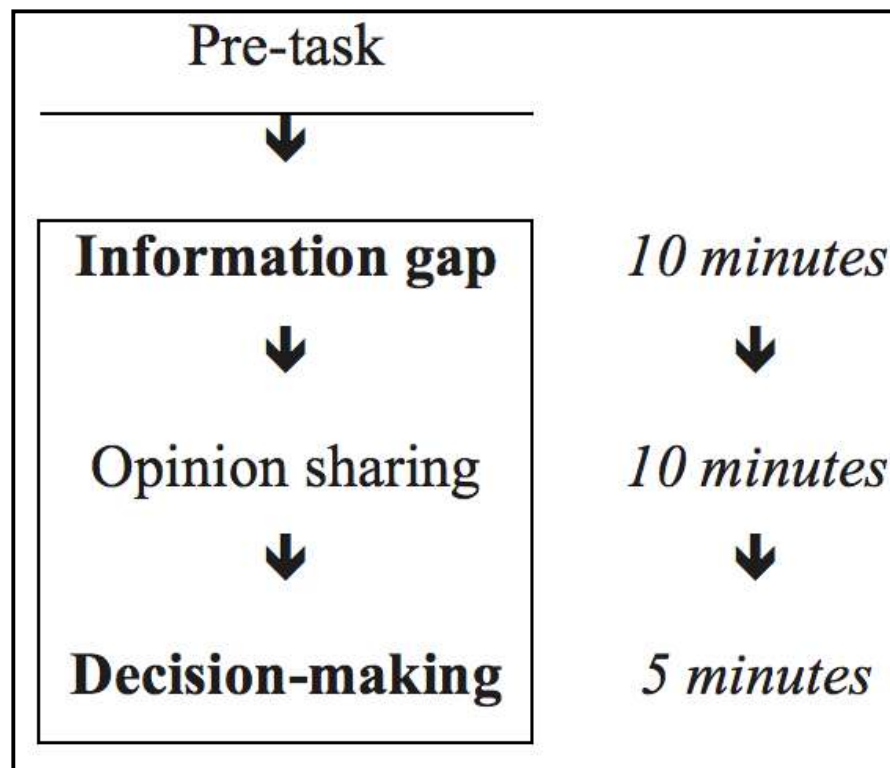 Pre-task
Information gap 10 minutes
Opinion sharing 10 minutes
Decision-making 5 minutes